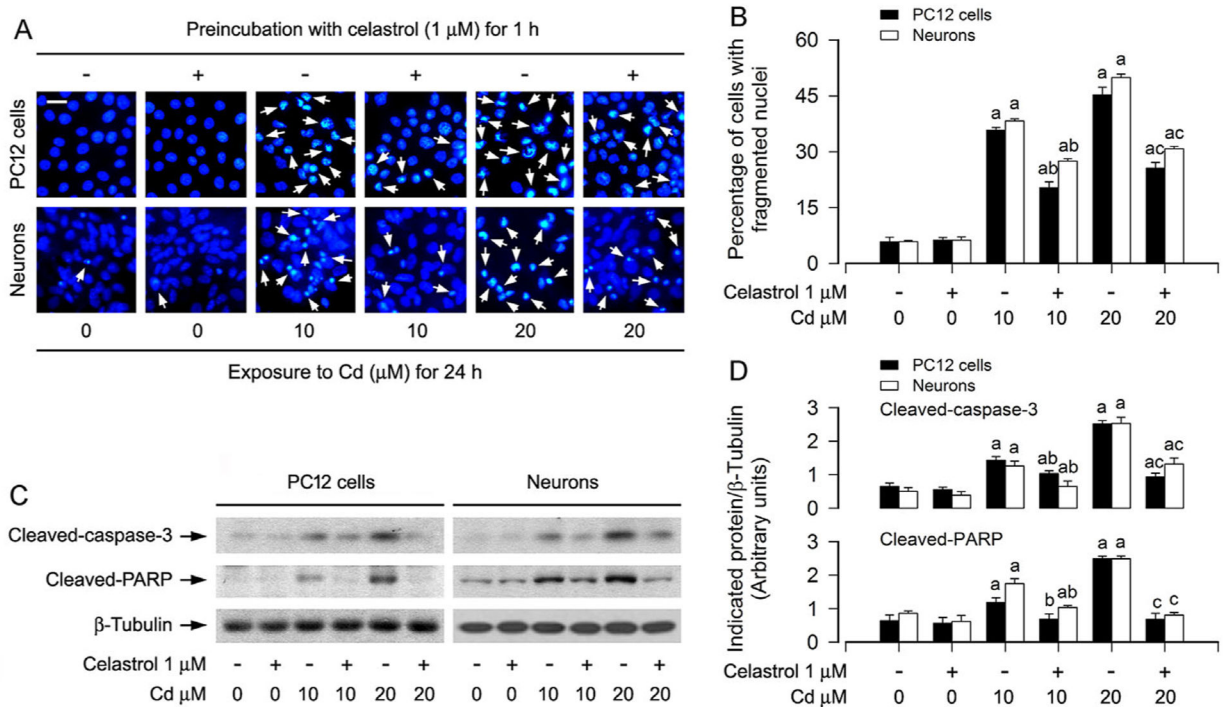 A
Preincubation with celastrol (1 μM) for 1 h
- + - + - +
PC12 cells
Neurons
0 0 10 10 20 20
Exposure to Cd (μM) for 24 h
B
PC12 cells
Neurons
Percentage of cells with
fragmented nuclei
60
45
30
15
0
a a ab ab a a ac ac
Celastrol 1 μM - + - + - +
Cd μM 0 0 10 10 20 20
C
PC12 cells Neurons
Cleaved-caspase-3
Cleaved-PARP
β-Tubulin
Celastrol 1 μM - + - + - + - + - + - +
Cd μM 0 0 10 10 20 20 0 0 10 10 20 20
D
PC12 cells
Neurons
Indicated protein/β-Tubulin
(Arbitrary units)
Cleaved-caspase-3
3
2
1
0
a a ab ab a a ac ac
Cleaved-PARP
3
2
1
0
a a b ab a a c c
Celastrol 1 μM - + - + - +
Cd μM 0 0 10 10 20 20